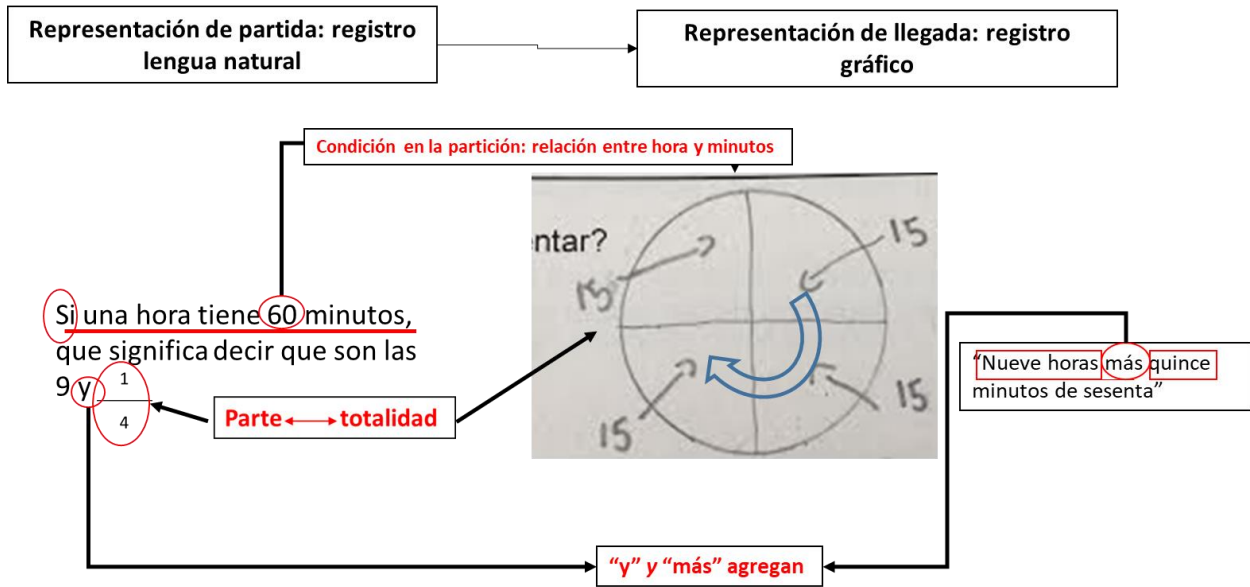 Representación de partida: registro
lengua natural
Representación de llegada: registro
gráfico
Condición en la partición: relación entre hora y minutos
ntar?
15
15
15
15
Si una hora tiene 60 minutos,
que significa decir que son las
9 y 1
4
Parte totalidad
“Nueve horas más quince
minutos de sesenta”
“y” y “más” agregan